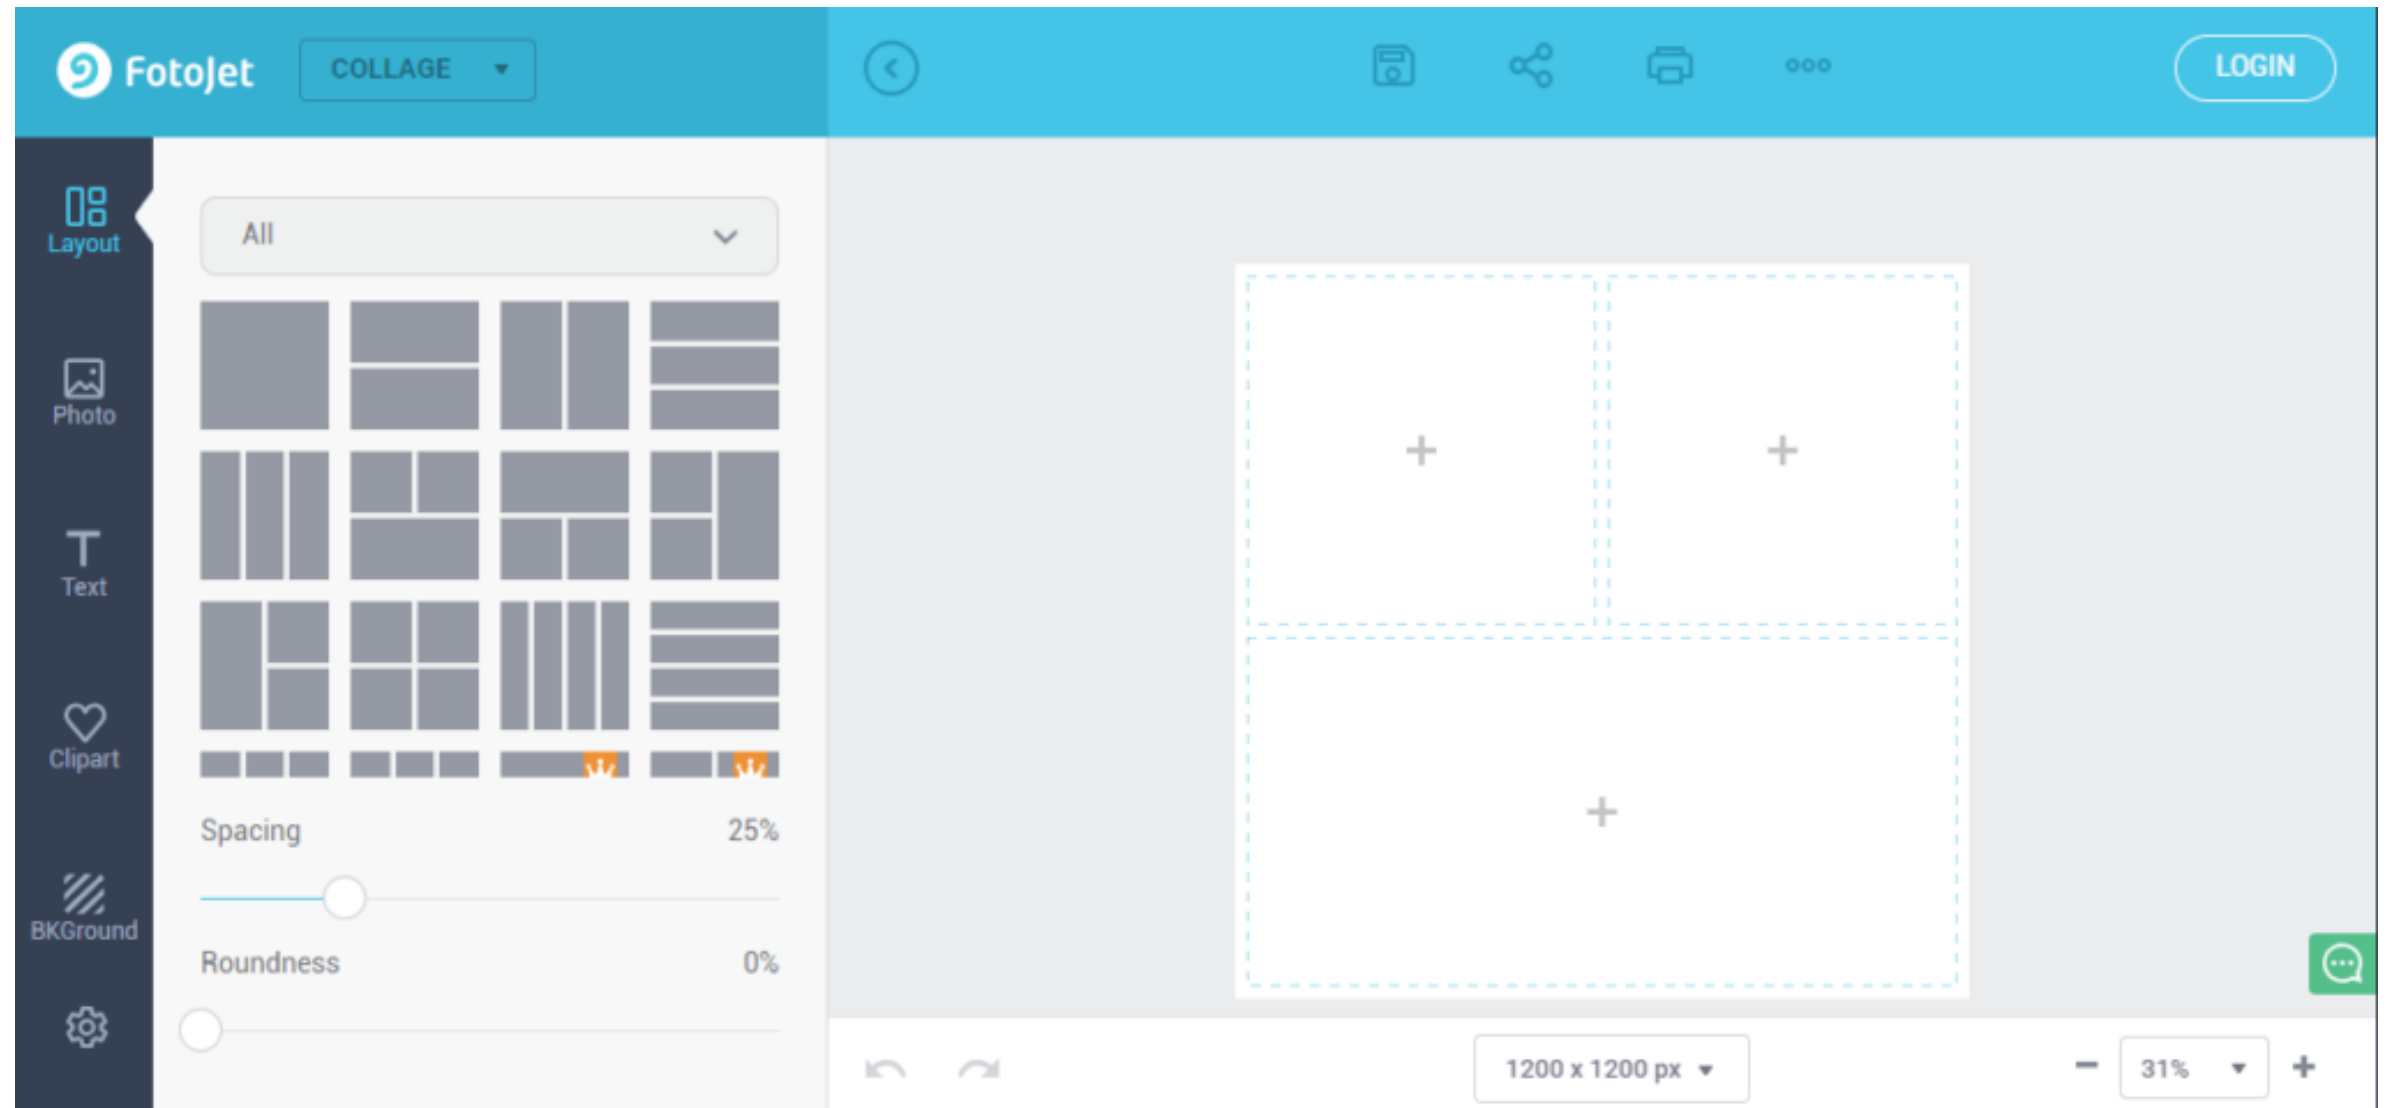 FotoJet
COLLAGE
LOGIN
Layout
All
Photo
Text
Clipart
Spacing 25%
BKGround
Roundness 0%
1200 x 1200 px
31%